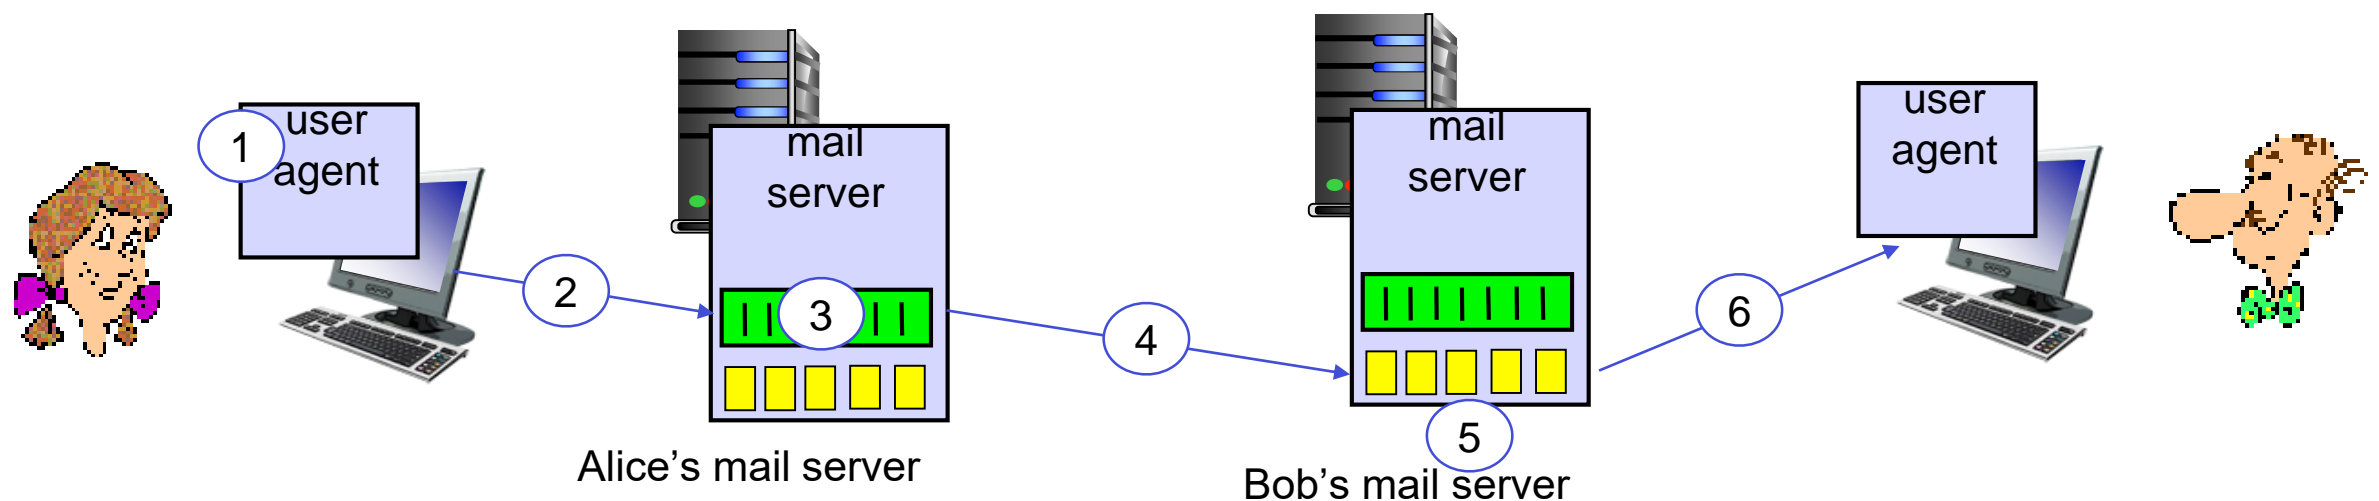 1
user
agent
2
mail
server
3
Alice’s mail server
4
mail
server
5
Bob’s mail server
6
user
agent